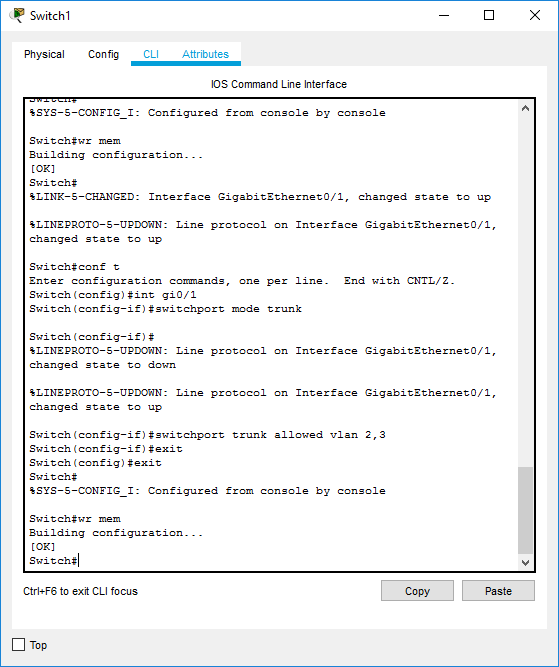 Switch1
Physical Config CLI Attributes
IOS Command Line Interface
Switch#
%SYS-5-CONFIG_I: Configured from console by console
Switch#wr mem
Building configuration...
[OK]
Switch#
%LINK-5-CHANGED: Interface GigabitEthernet0/1, changed state to up
%LINEPROTO-5-UPDOWN: Line protocol on Interface GigabitEthernet0/1,
changed state to up
Switch#conf t
Enter configuration commands, one per line.  End with CNTL/Z.
Switch(config)#int gi0/1
Switch(config-if)#switchport mode trunk
Switch(config-if)#
%LINEPROTO-5-UPDOWN: Line protocol on Interface GigabitEthernet0/1,
changed state to down
%LINEPROTO-5-UPDOWN: Line protocol on Interface GigabitEthernet0/1,
changed state to up
Switch(config-if)#switchport trunk allowed vlan 2,3
Switch(config-if)#exit
Switch(config)#exit
Switch#
%SYS-5-CONFIG_I: Configured from console by console
Switch#wr mem
Building configuration...
[OK]
Switch#
Ctrl+F6 to exit CLI focus
Copy Paste
Top